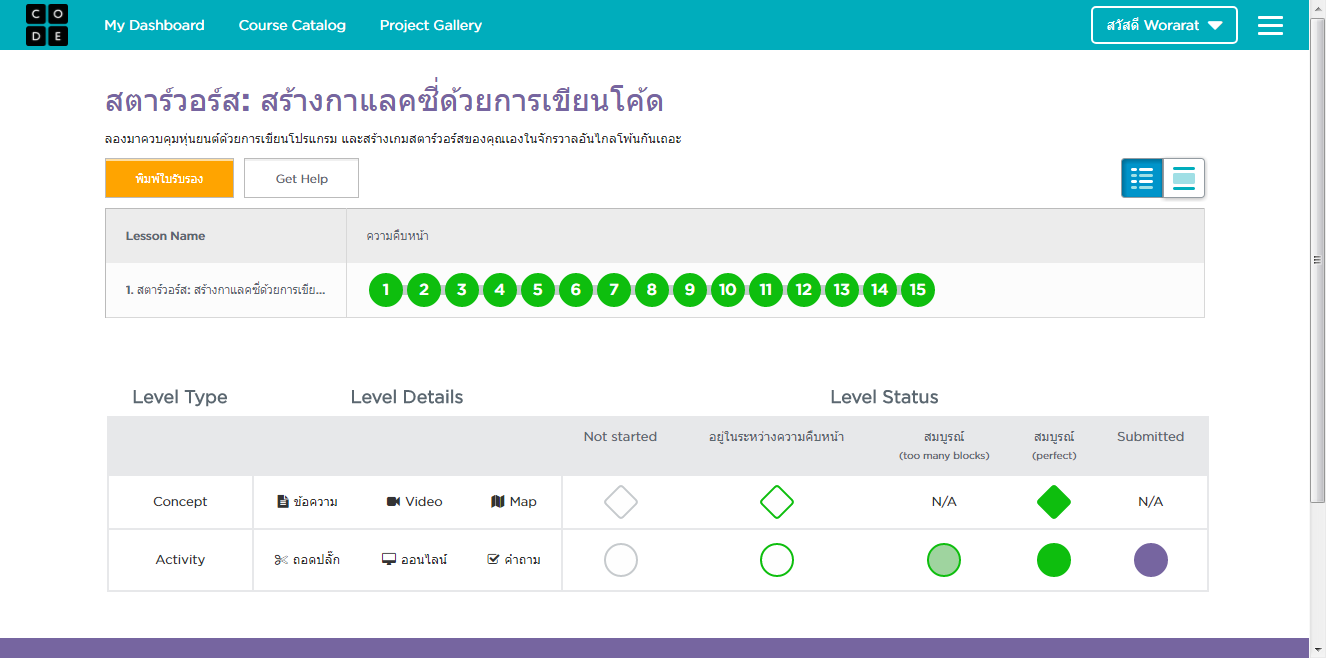 CO
DE
My Dashboard Course Catalog Project Gallery สวัสดี Worarat
สตาร์วอร์ส: สร้างกาแลคซี่ด้วยการเขียนโค้ด
ลองมาควบคุมหุ่นยนต์ด้วยการเขียนโปรแกรม และสร้างเกมสตาร์วอร์สของคุณเองในจักรวาลอันไกลโพ้นกันเถอะ
พิมพ์ใบรับรอง Get Help
Lesson Name ความคืบหน้า
1. สตาร์วอร์ส: สร้างกาแลคซี่ด้วยการเขีย... 1 2 3 4 5 6 7 8 9 10 11 12 13 14 15
Level Type Level Details Level Status
Not started อยู่ในระหว่างความคืบหน้า สมบูรณ์ สมบูรณ์ Submitted
(too many blocks) (perfect)
Concept ข้อความ Video Map N/A N/A
Activity ถอดปลั๊ก ออนไลน์ คำถาม